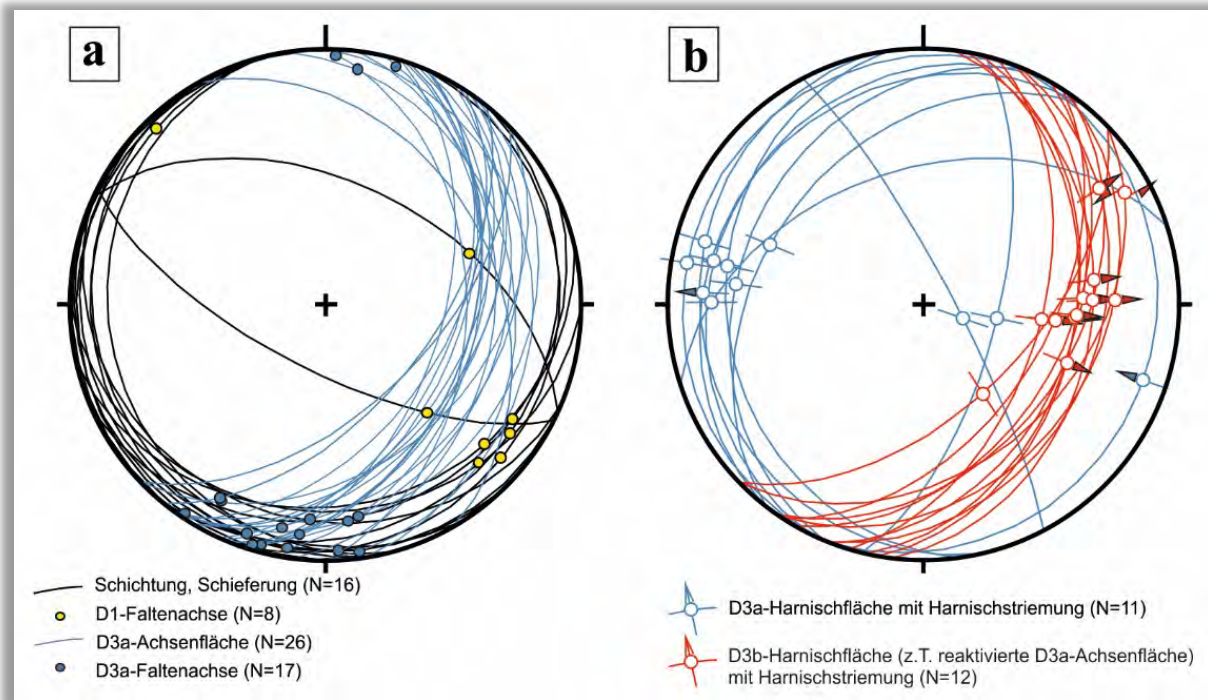 a
b
Schichtung, Schieferung (N=16)
D1-Faltenachse (N=8)
D3a-Achsenfläche (N=26)
D3a-Faltenachse (N=17)
D3a-Harnischfläche mit Harnischstriemung (N=11)
D3b-Harnischfläche (z.T. reaktivierte D3a-Achsenfläche)
mit Harnischstriemung (N=12)